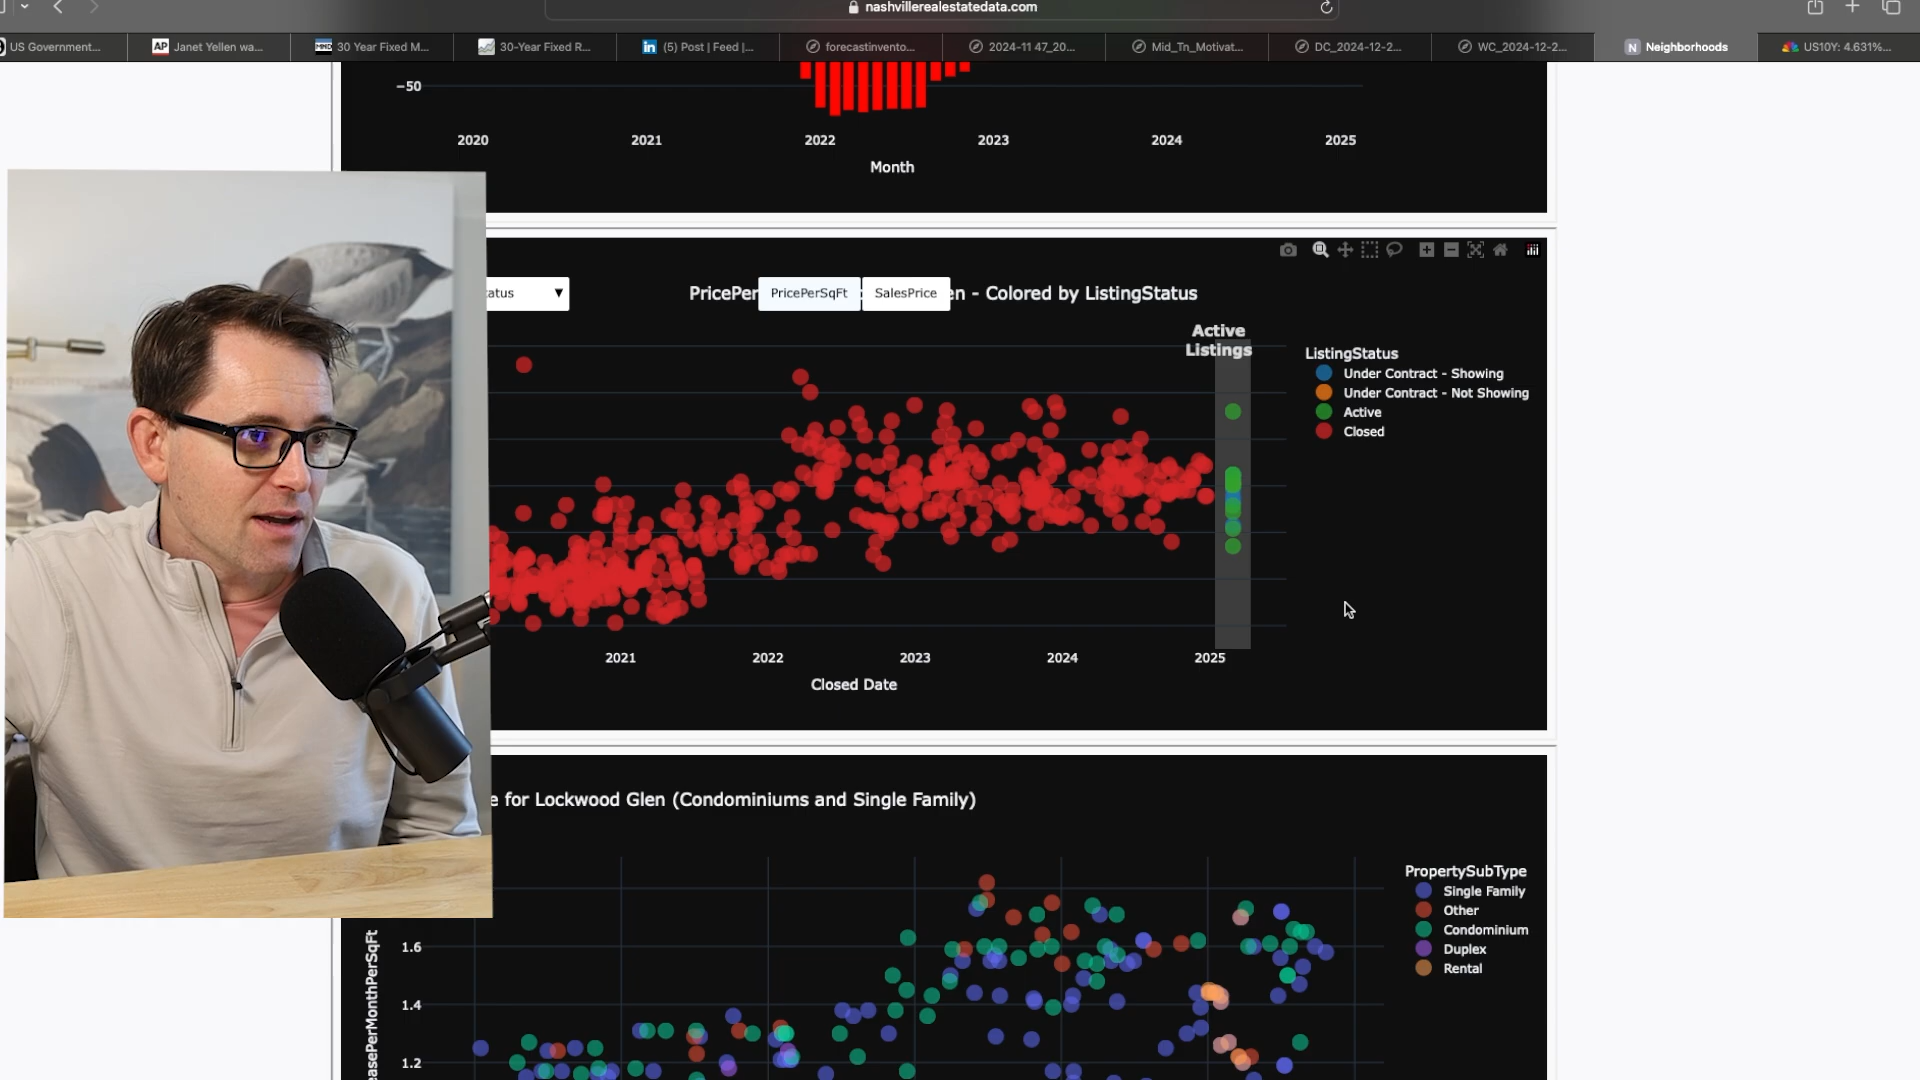 nashvillerealestatedata.com
US Government...
AP Janet Yellen wa...
MND 30 Year Fixed M...
30-Year Fixed R...
in (5) Post | Feed |...
forecastinvento...
2024-11 47_20...
Mid_Tn_Motivat...
DC_2024-12-2...
WC_2024-12-2...
N Neighborhoods
US10Y: 4.631%...
−50
2020 2021 2022 2023 2024 2025
Month
atus ▼
PricePer PricePerSqFt SalesPrice en - Colored by ListingStatus
Active
Listings
ListingStatus
Under Contract - Showing
Under Contract - Not Showing
Active
Closed
2021 2022 2023 2024 2025
Closed Date
e for Lockwood Glen (Condominiums and Single Family)
PropertySubType
Single Family
Other
Condominium
Duplex
Rental
easePerMonthPerSqFt
1.6
1.4
1.2